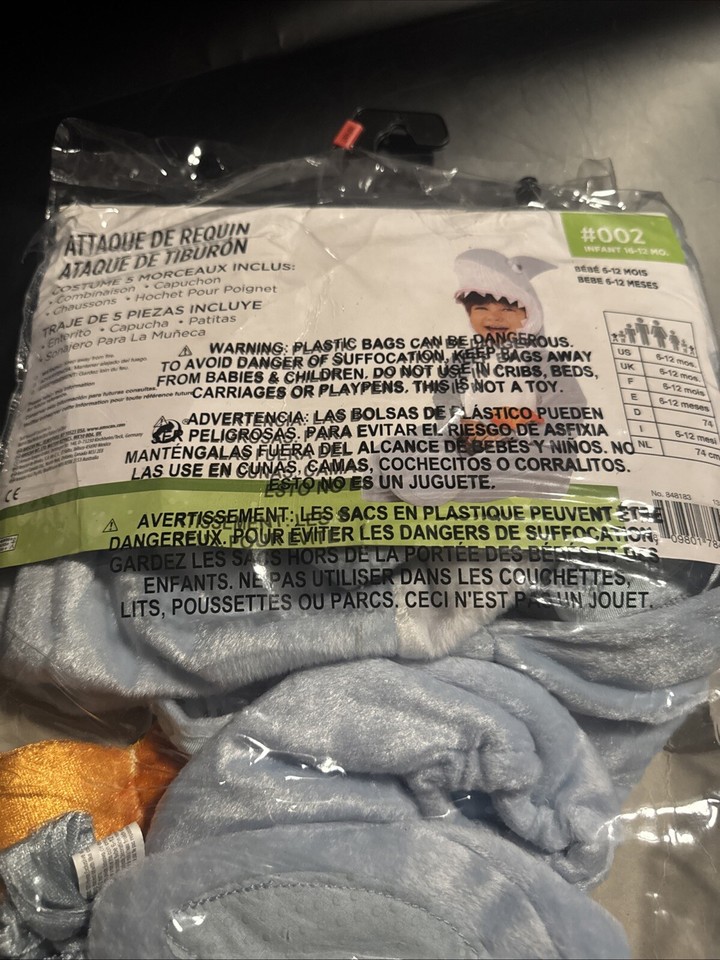 ATTAQUE DE REQUIN
ATAQUE DE TIBURÓN
COSTUME 5 MORCEAUX INCLUS:
• Combinaison • Capuchon
• Chaussons • Hochet Pour Poignet
TRAJE DE 5 PIEZAS INCLUYE
• Enterito • Capucha • Patitas
• Sonajero Para La Muñeca
#002
INFANT 16-12 MO.
BÉBÉ 6-12 MOIS
BEBE 6-12 MESES
US 6-12 mos.
UK 6-12 mos.
F 6-12 mois
E 6-12 meses
D 74
I 6-12 mesi
NL 74 cm
⚠ WARNING: PLASTIC BAGS CAN BE DANGEROUS.
TO AVOID DANGER OF SUFFOCATION, KEEP BAGS AWAY
FROM BABIES & CHILDREN. DO NOT USE IN CRIBS, BEDS,
CARRIAGES OR PLAYPENS. THIS IS NOT A TOY.
⚠ ADVERTENCIA: LAS BOLSAS DE PLÁSTICO PUEDEN
SER PELIGROSAS. PARA EVITAR EL RIESGO DE ASFIXIA
MANTÉNGALAS FUERA DEL ALCANCE DE BEBÉS Y NIÑOS. NO
LAS USE EN CUNAS, CAMAS, COCHECITOS O CORRALITOS.
ESTO NO ES UN JUGUETE.
CE
No. 848183
09801 78
⚠ AVERTISSEMENT: LES SACS EN PLASTIQUE PEUVENT ETRE
DANGEREUX. POUR ÉVITER LES DANGERS DE SUFFOCATION,
GARDEZ LES SACS HORS DE LA PORTÉE DES BÉBÉS ET DES
ENFANTS. NE PAS UTILISER DANS LES COUCHETTES,
LITS, POUSSETTES OU PARCS. CECI N'EST PAS UN JOUET.